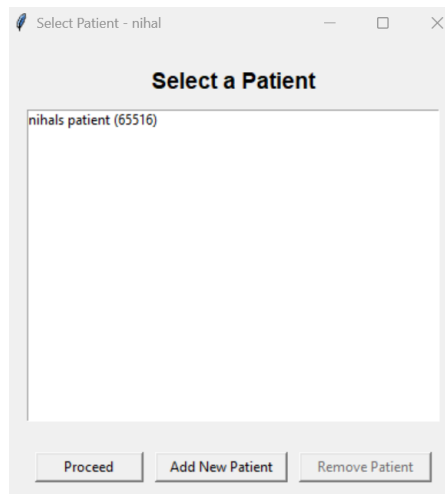 Select Patient - nihal
Select a Patient
nihals patient (65516)
Proceed Add New Patient Remove Patient